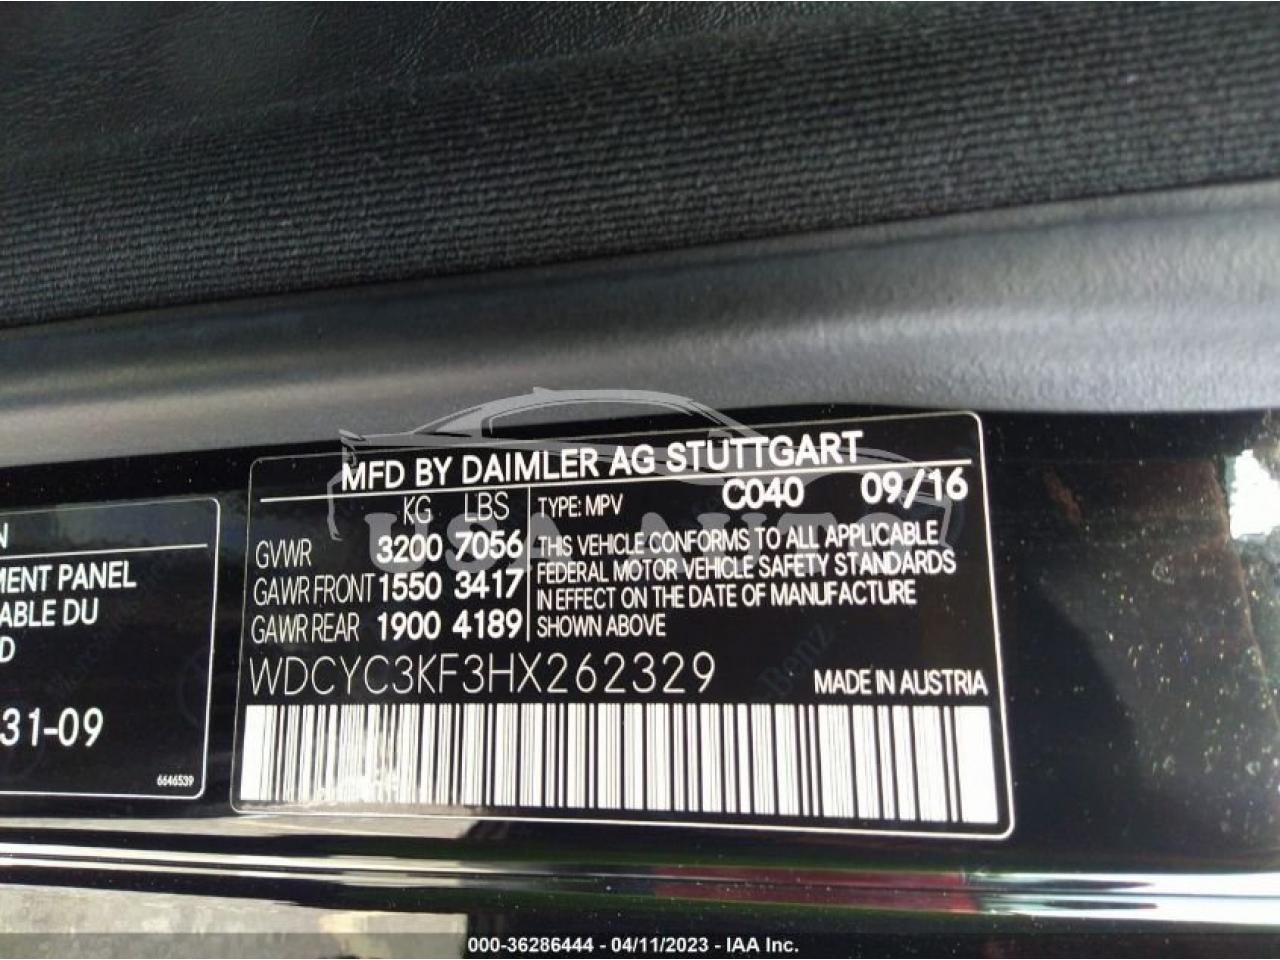 MFD BY DAIMLER AG STUTTGART
KG LBS TYPE: MPV C040 09/16
GVWR 3200 7056
GAWR FRONT 1550 3417
GAWR REAR 1900 4189
THIS VEHICLE CONFORMS TO ALL APPLICABLE
FEDERAL MOTOR VEHICLE SAFETY STANDARDS
IN EFFECT ON THE DATE OF MANUFACTURE
SHOWN ABOVE
WDCYC3KF3HX262329 MADE IN AUSTRIA
N
MENT PANEL
ABLE DU
D
31-09
6646539
USA AUTO
000-36286444 - 04/11/2023 - IAA Inc.